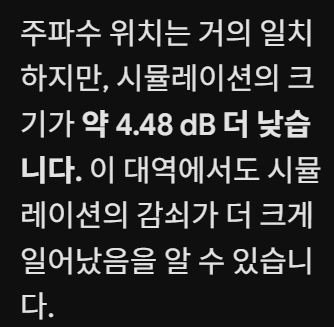 주파수 위치는 거의 일치
하지만, 시뮬레이션의 크
기가 약 4.48 dB 더 낮습
니다. 이 대역에서도 시뮬
레이션의 감쇠가 더 크게
일어났음을 알 수 있습니
다.